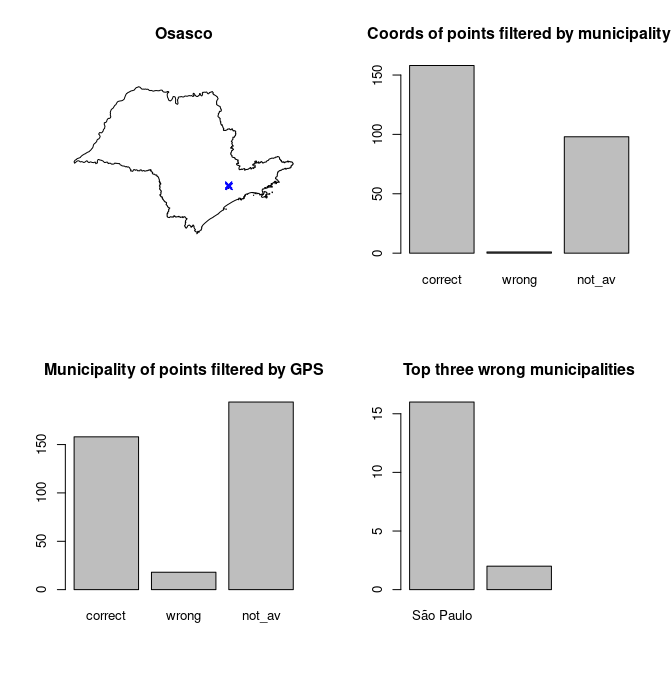 Osasco
Coords of points filtered by municipality
150
100
50
0
correct wrong not_av
Municipality of points filtered by GPS
150
100
50
0
correct wrong not_av
Top three wrong municipalities
15
10
5
0
São Paulo